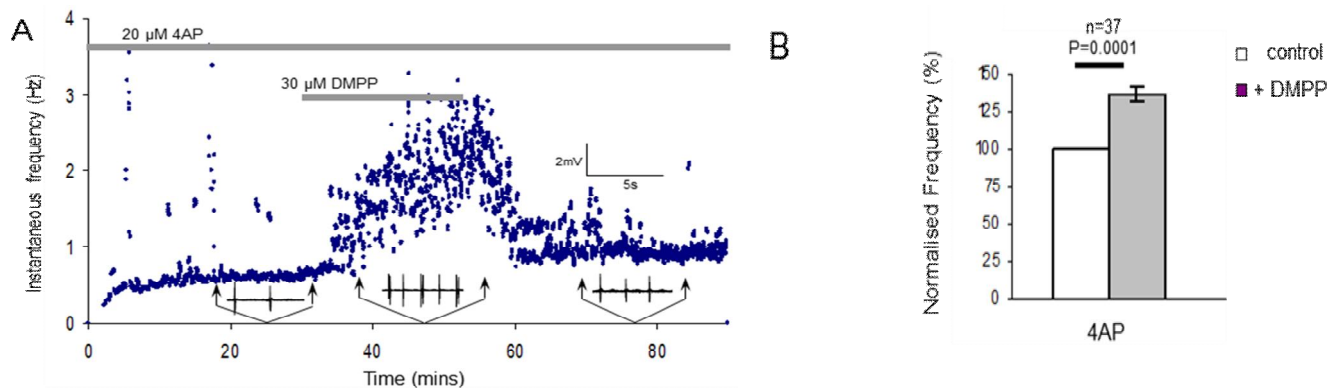 A
Instantaneous frequency (Hz)
4
3
2
1
0
20 µM 4AP
30 µM DMPP
2mV
5s
0
20
40
60
80
Time (mins)
B
n=37
P=0.0001
control
+ DMPP
Normalised Frequency (%)
150
125
100
75
50
25
0
4AP